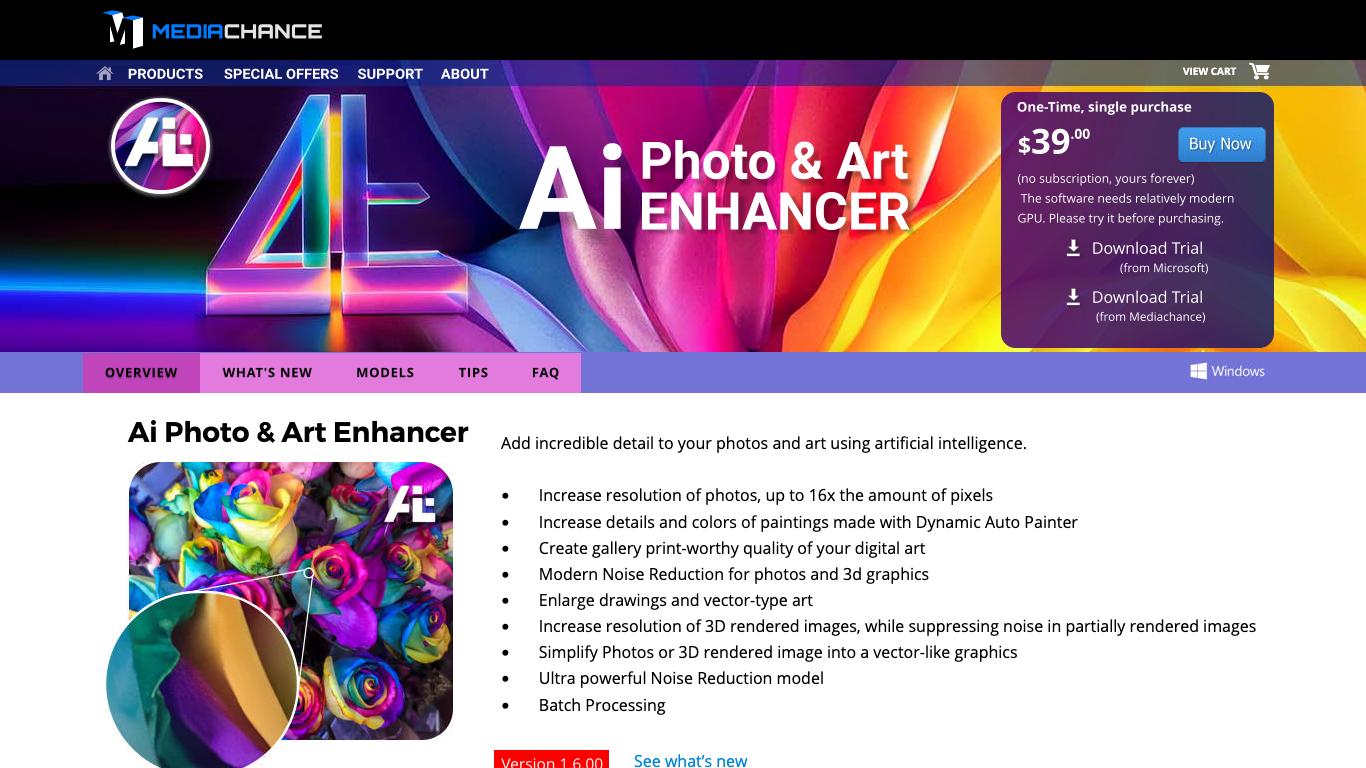 MEDIACHANCE
PRODUCTS SPECIAL OFFERS SUPPORT ABOUT
VIEW CART
Ai Photo & Art
ENHANCER
One-Time, single purchase
$39.00
Buy Now
(no subscription, yours forever)
The software needs relatively modern
GPU. Please try it before purchasing.
Download Trial
(from Microsoft)
Download Trial
(from Mediachance)
OVERVIEW WHAT'S NEW MODELS TIPS FAQ
Windows
Ai Photo & Art Enhancer
Add incredible detail to your photos and art using artificial intelligence.
• Increase resolution of photos, up to 16x the amount of pixels
• Increase details and colors of paintings made with Dynamic Auto Painter
• Create gallery print-worthy quality of your digital art
• Modern Noise Reduction for photos and 3d graphics
• Enlarge drawings and vector-type art
• Increase resolution of 3D rendered images, while suppressing noise in partially rendered images
• Simplify Photos or 3D rendered image into a vector-like graphics
• Ultra powerful Noise Reduction model
• Batch Processing
Version 1.6.00
See what’s new